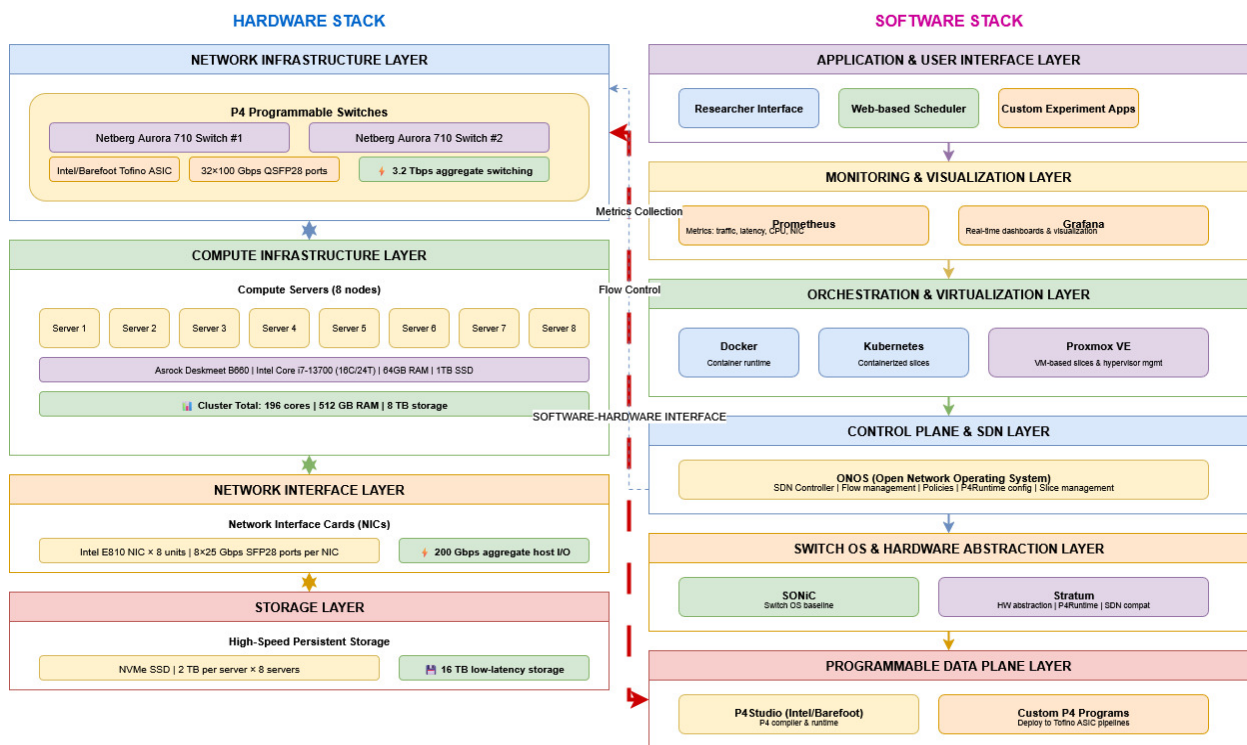 HARDWARE STACK
NETWORK INFRASTRUCTURE LAYER
P4 Programmable Switches
Netberg Aurora 710 Switch #1
Netberg Aurora 710 Switch #2
Intel/Barefoot Tofino ASIC
32×100 Gbps QSFP28 ports
⚡ 3.2 Tbps aggregate switching
COMPUTE INFRASTRUCTURE LAYER
Compute Servers (8 nodes)
Server 1
Server 2
Server 3
Server 4
Server 5
Server 6
Server 7
Server 8
Asrock Deskmeet B660 | Intel Core i7-13700 (16C/24T) | 64GB RAM | 1TB SSD
📊 Cluster Total: 196 cores | 512 GB RAM | 8 TB storage
NETWORK INTERFACE LAYER
Network Interface Cards (NICs)
Intel E810 NIC × 8 units | 8×25 Gbps SFP28 ports per NIC
⚡ 200 Gbps aggregate host I/O
STORAGE LAYER
High-Speed Persistent Storage
NVMe SSD | 2 TB per server × 8 servers
💾 16 TB low-latency storage
Metrics Collection
Flow Control
SOFTWARE-HARDWARE INTERFACE
SOFTWARE STACK
APPLICATION & USER INTERFACE LAYER
Researcher Interface
Web-based Scheduler
Custom Experiment Apps
MONITORING & VISUALIZATION LAYER
Prometheus
Metrics: traffic, latency, CPU, NIC
Grafana
Real-time dashboards & visualization
ORCHESTRATION & VIRTUALIZATION LAYER
Docker
Container runtime
Kubernetes
Containerized slices
Proxmox VE
VM-based slices & hypervisor mgmt
CONTROL PLANE & SDN LAYER
ONOS (Open Network Operating System)
SDN Controller | Flow management | Policies | P4Runtime config | Slice management
SWITCH OS & HARDWARE ABSTRACTION LAYER
SONiC
Switch OS baseline
Stratum
HW abstraction | P4Runtime | SDN compat
PROGRAMMABLE DATA PLANE LAYER
P4Studio (Intel/Barefoot)
P4 compiler & runtime
Custom P4 Programs
Deploy to Tofino ASIC pipelines